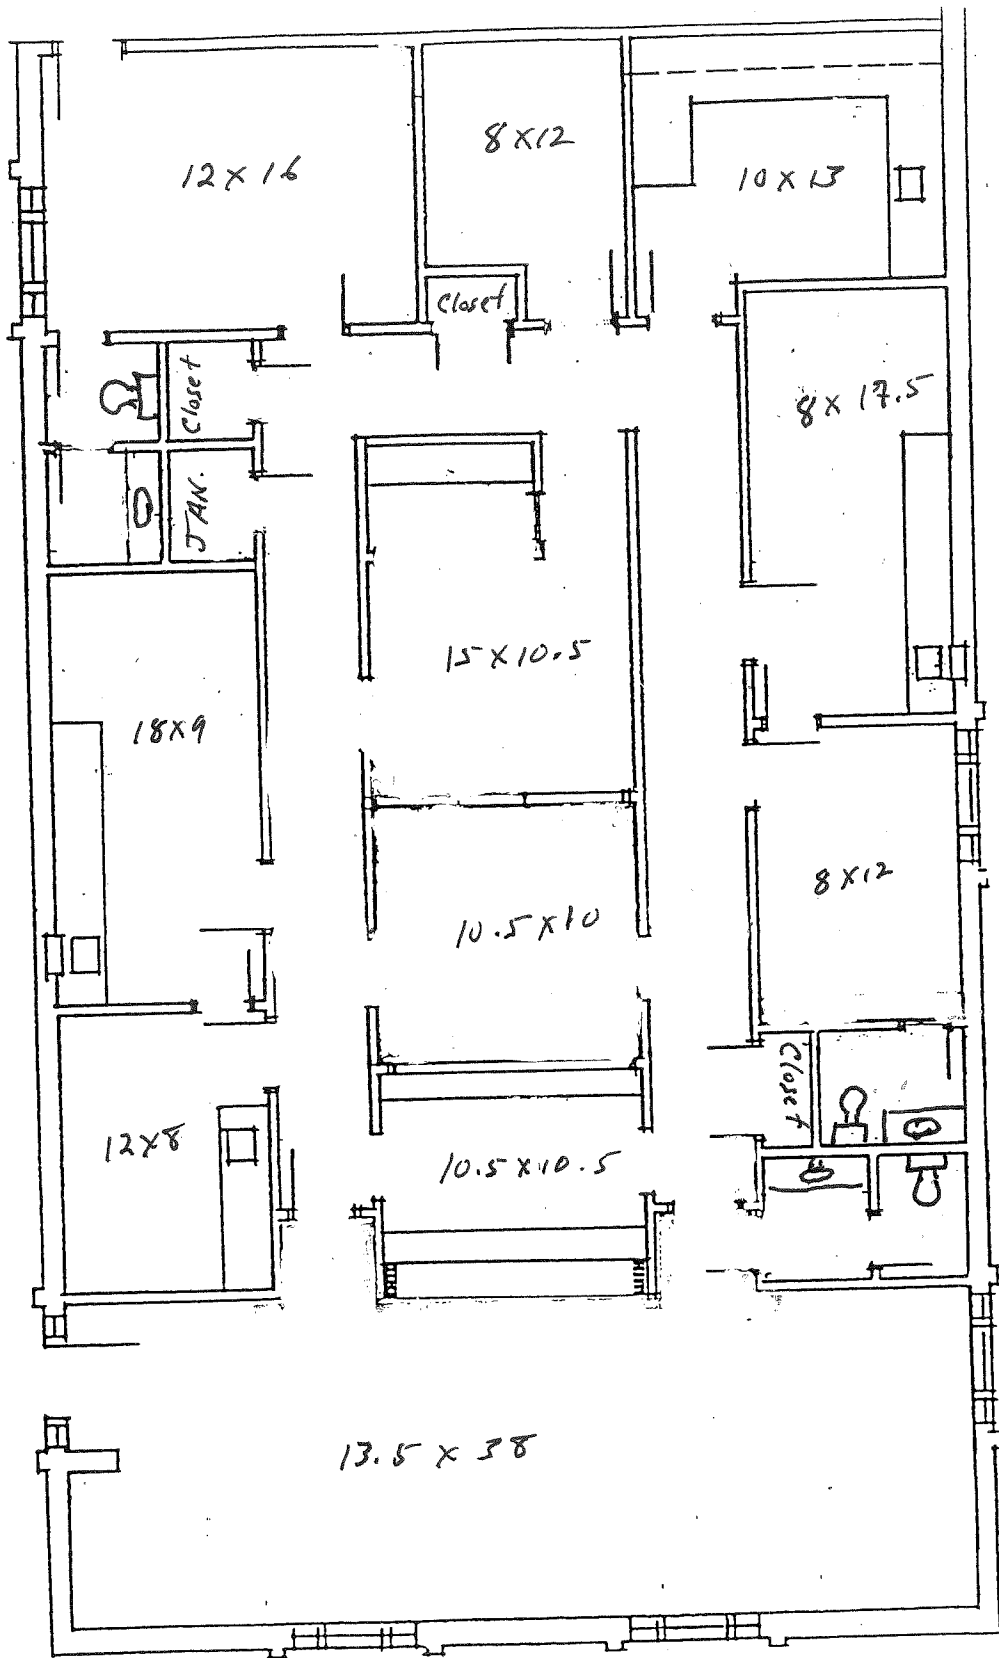 8 X 12
12 X 16
10 X 13
Closet
Closet
8 X 17.5
JAN.
15 X 10.5
18 X 9
8 X 12
10.5 X 10
Closet
12 X 8
10.5 X 10.5
13.5 X 38